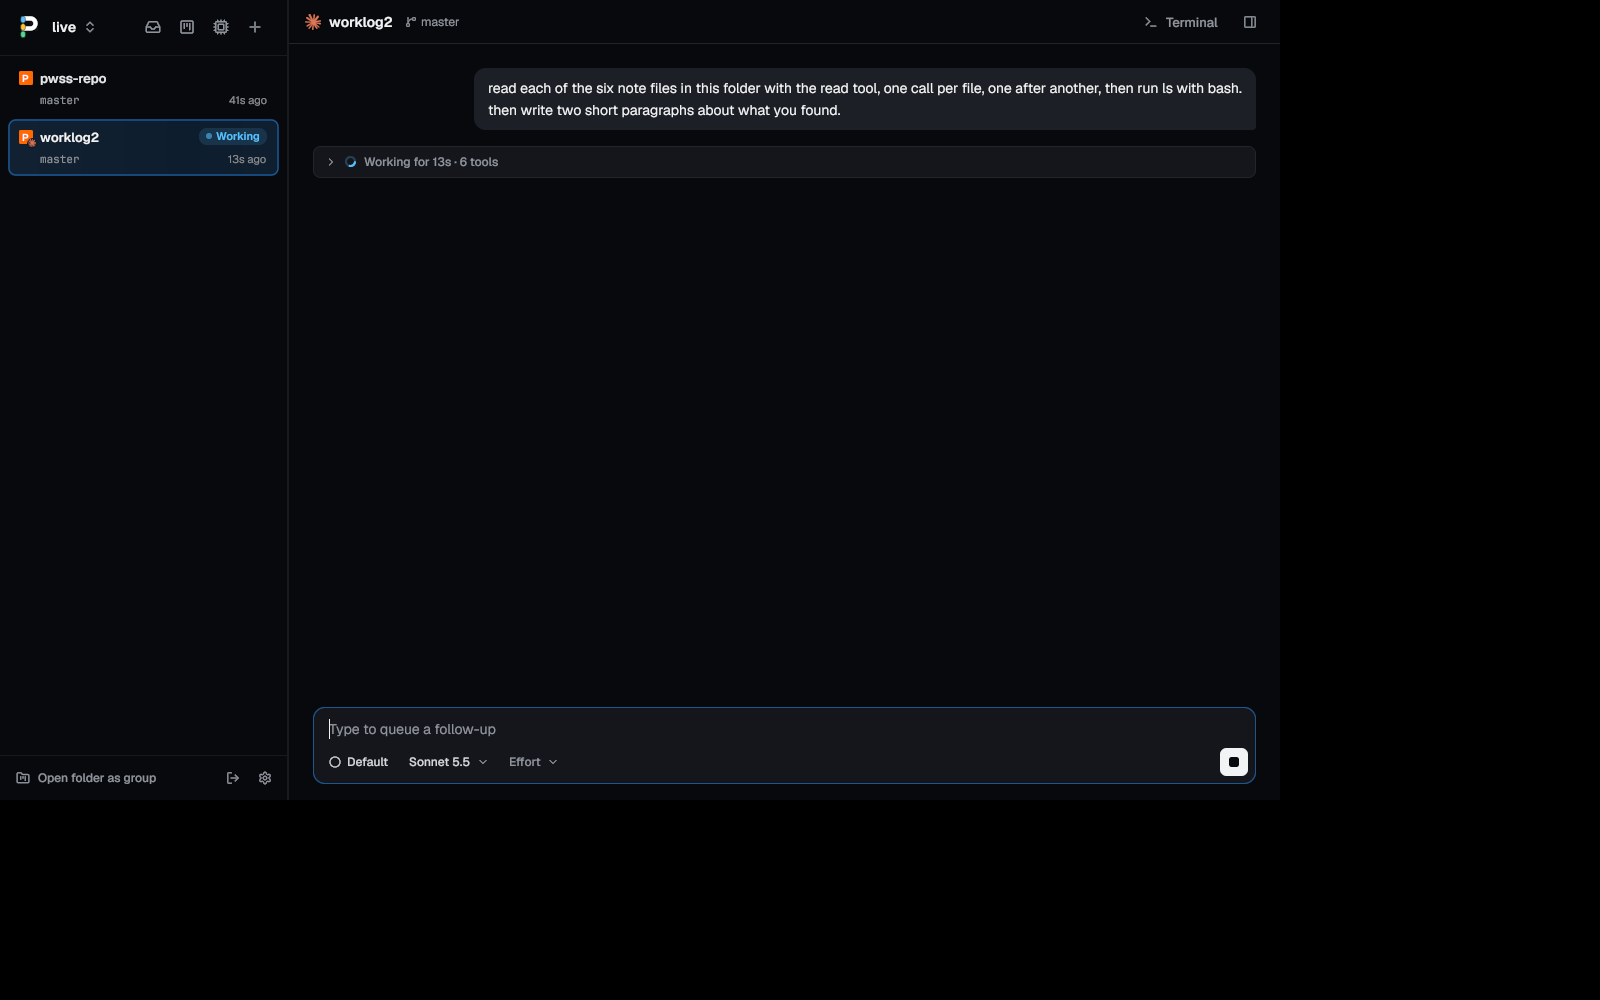 live
pwss-repo
master
41s ago
worklog2
Working
master
13s ago
Open folder as group
worklog2
master
Terminal
read each of the six note files in this folder with the read tool, one call per file, one after another, then run ls with bash.
then write two short paragraphs about what you found.
Working for 13s · 6 tools
Type to queue a follow-up
Default
Sonnet 5.5
Effort